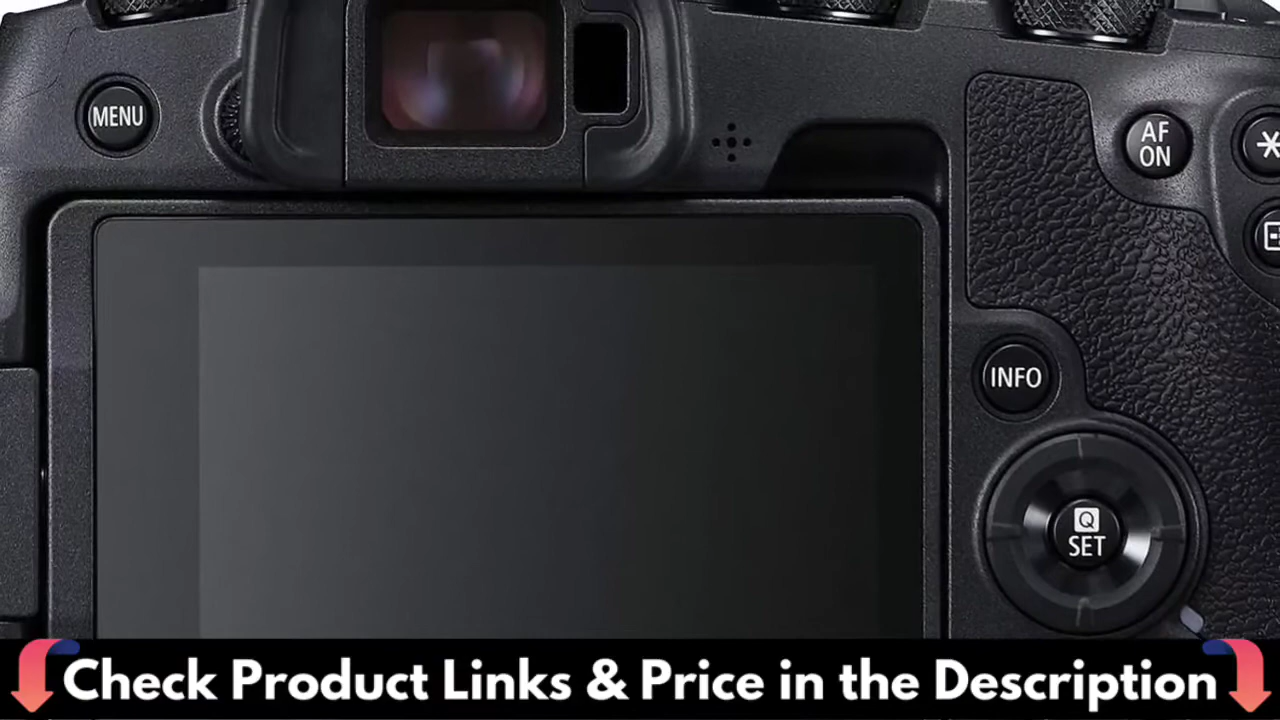 MENU
AF
ON
INFO
Q
SET
Check Product Links & Price in the Description